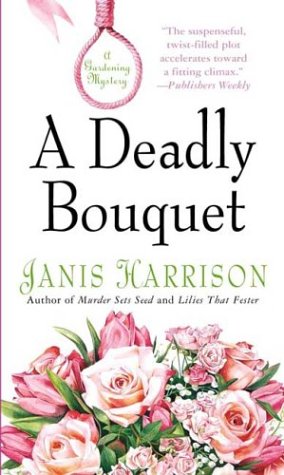 "The suspenseful,
twist-filled plot
accelerates toward
a fitting climax."
—Publishers Weekly
A
Gardening
Mystery
A Deadly
Bouquet
Janis Harrison
Author of Murder Sets Seed and Lilies That Fester